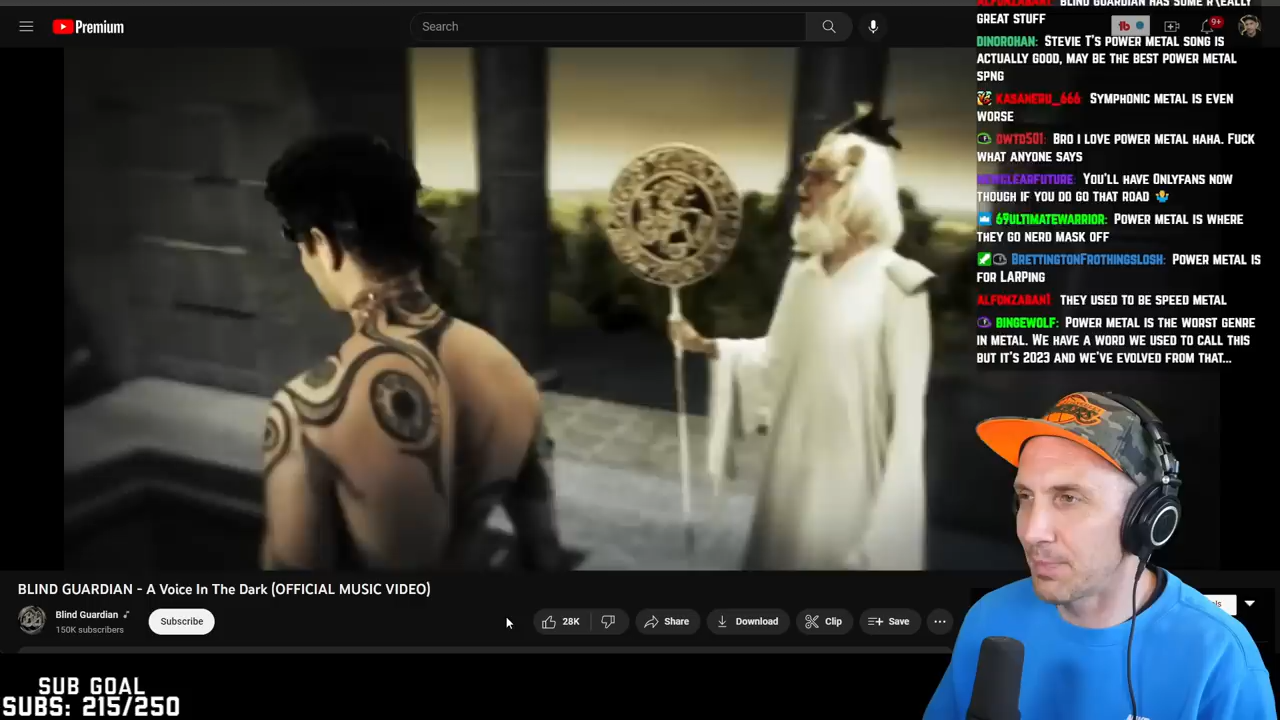 Premium
Search
9+
BLIND GUARDIAN - A Voice In The Dark (OFFICIAL MUSIC VIDEO)
Blind Guardian
150K subscribers
Subscribe
28K
Share
Download
Clip
Save
SUB GOAL
SUBS: 215/250
ALFONZABAN1: BLIND GUARDIAN HAS SOME R\EALLY
GREAT STUFF
DINOROHAN: STEVIE T'S POWER METAL SONG IS
ACTUALLY GOOD, MAY BE THE BEST POWER METAL
SPNG
KASAHERU_666 SYMPHONIC METAL IS EVEN
WORSE
DWTD501: BRO I LOVE POWER METAL HAHA. FUCK
WHAT ANYONE SAYS
YOU'LL HAVE ONLYFANS NOW
THOUGH IF YOU DO GO THAT ROAD
69ULTIMATEWARRIOR: POWER METAL IS WHERE
THEY GO NERD MASK OFF
BRETTINGTONFROTHINGSLOSH: POWER METAL IS
FOR LARPING
ALFONZABAN1: THEY USED TO BE SPEED METAL
BINGEWOLF: POWER METAL IS THE WORST GENRE
IN METAL. WE HAVE A WORD WE USED TO CALL THIS
BUT IT'S 2023 AND WE'VE EVOLVED FROM THAT...